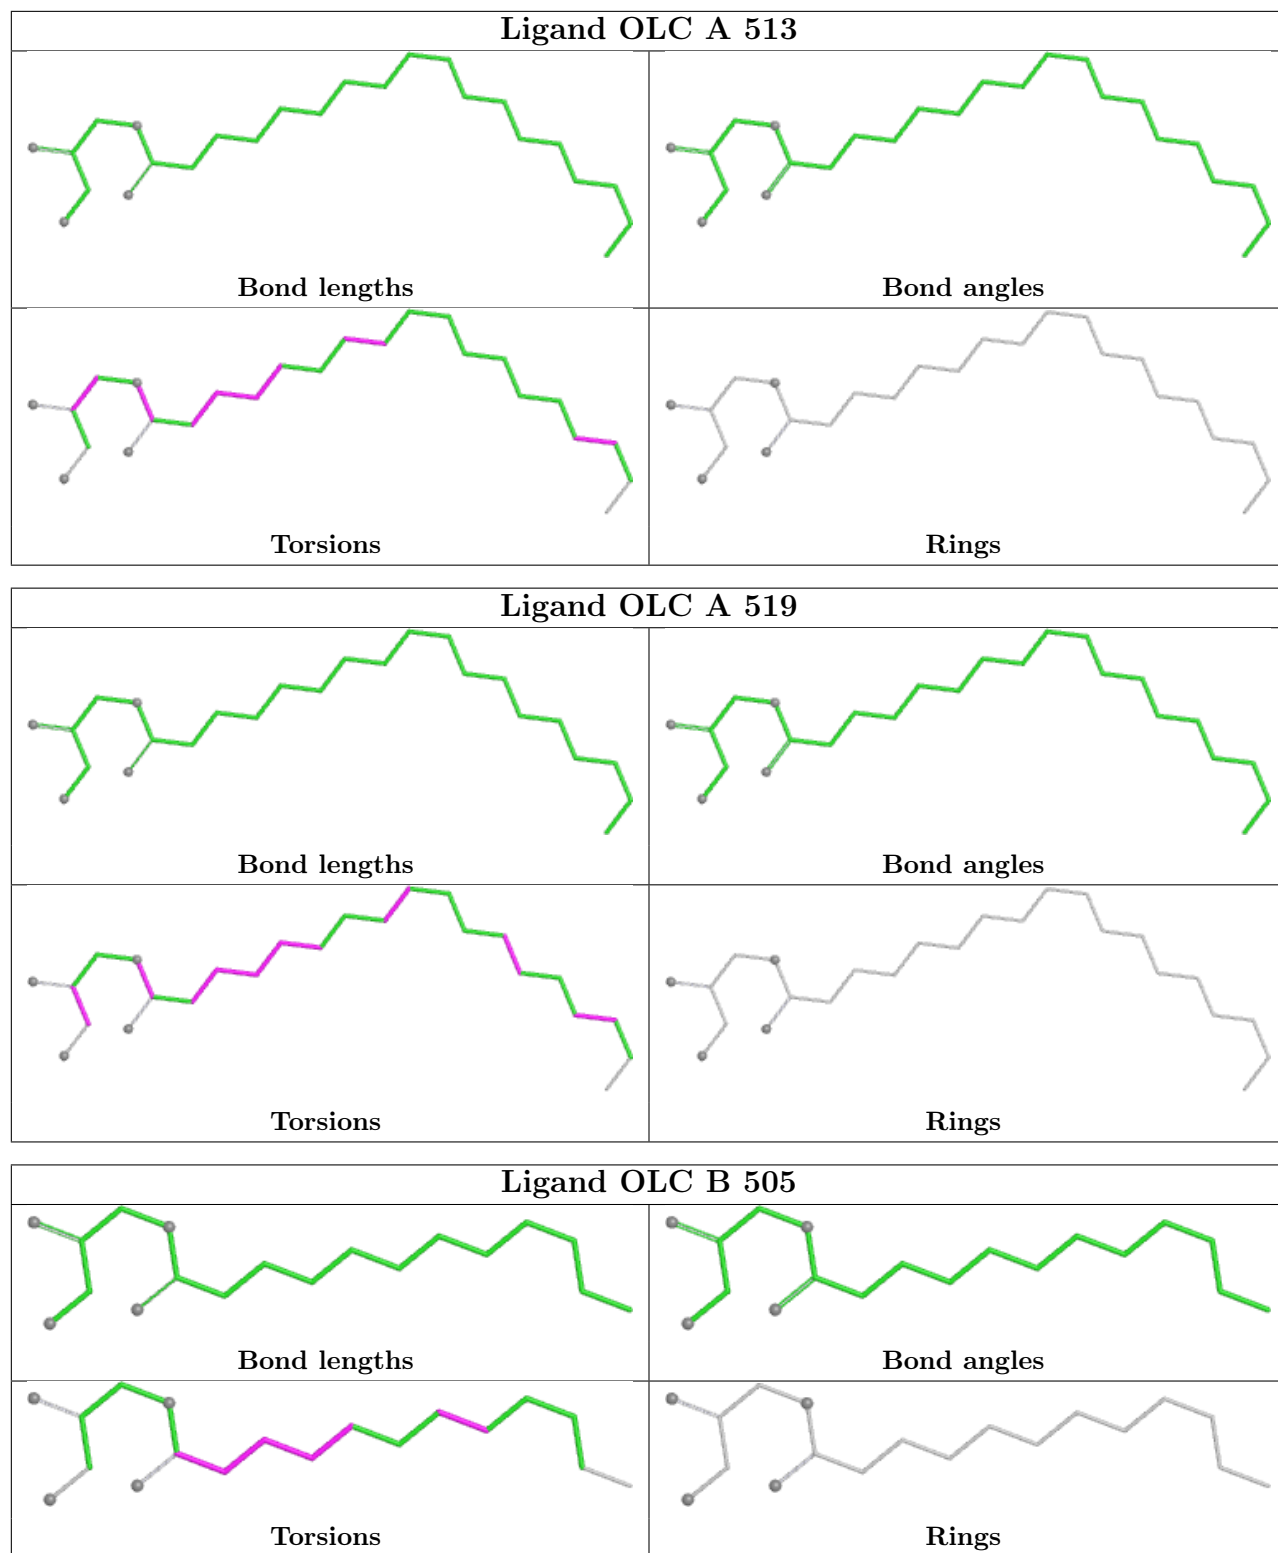 Ligand OLC A 513
Bond lengths
Bond angles
Torsions
Rings
Ligand OLC A 519
Bond lengths
Bond angles
Torsions
Rings
Ligand OLC B 505
Bond lengths
Bond angles
Torsions
Rings